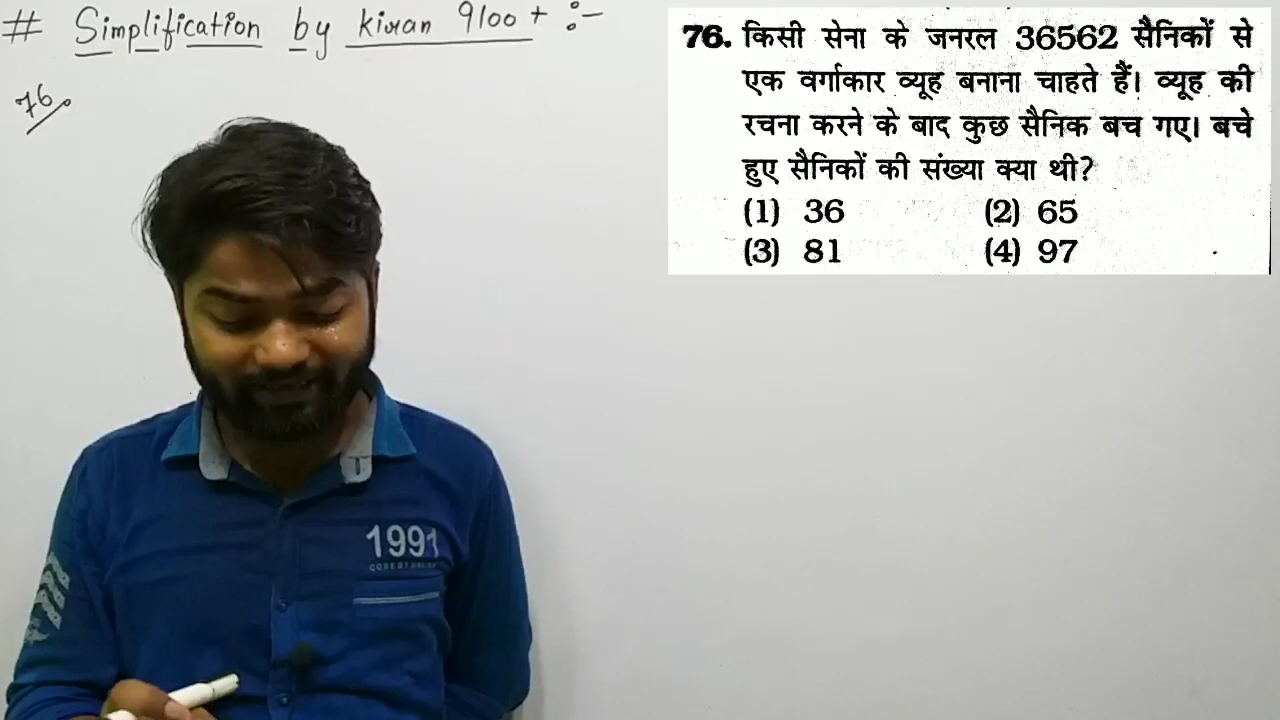 # Simplification by kiran 9100+ :-
76.
76. किसी सेना के जनरल 36562 सैनिकों से
एक वर्गाकार व्यूह बनाना चाहते हैं। व्यूह की
रचना करने के बाद कुछ सैनिक बच गए। बचे
हुए सैनिकों की संख्या क्या थी?
(1) 36 (2) 65
(3) 81 (4) 97
1991